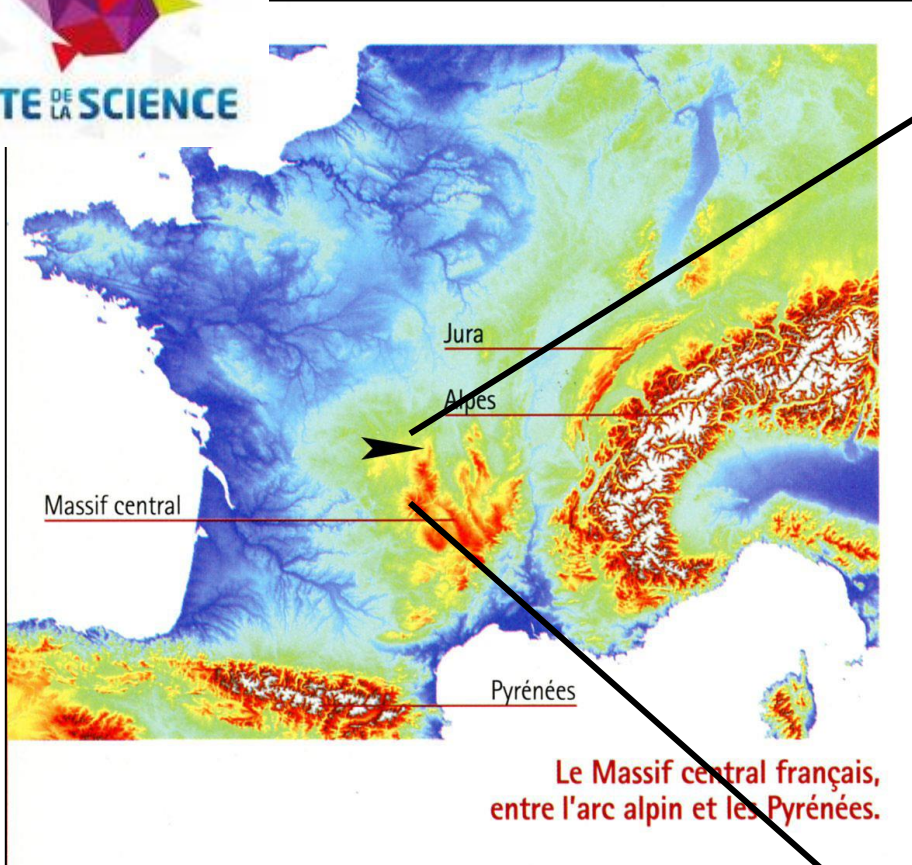 TE DE LA SCIENCE
Jura
Alpes
Massif central
Pyrénées
Le Massif central français,
entre l'arc alpin et les Pyrénées.